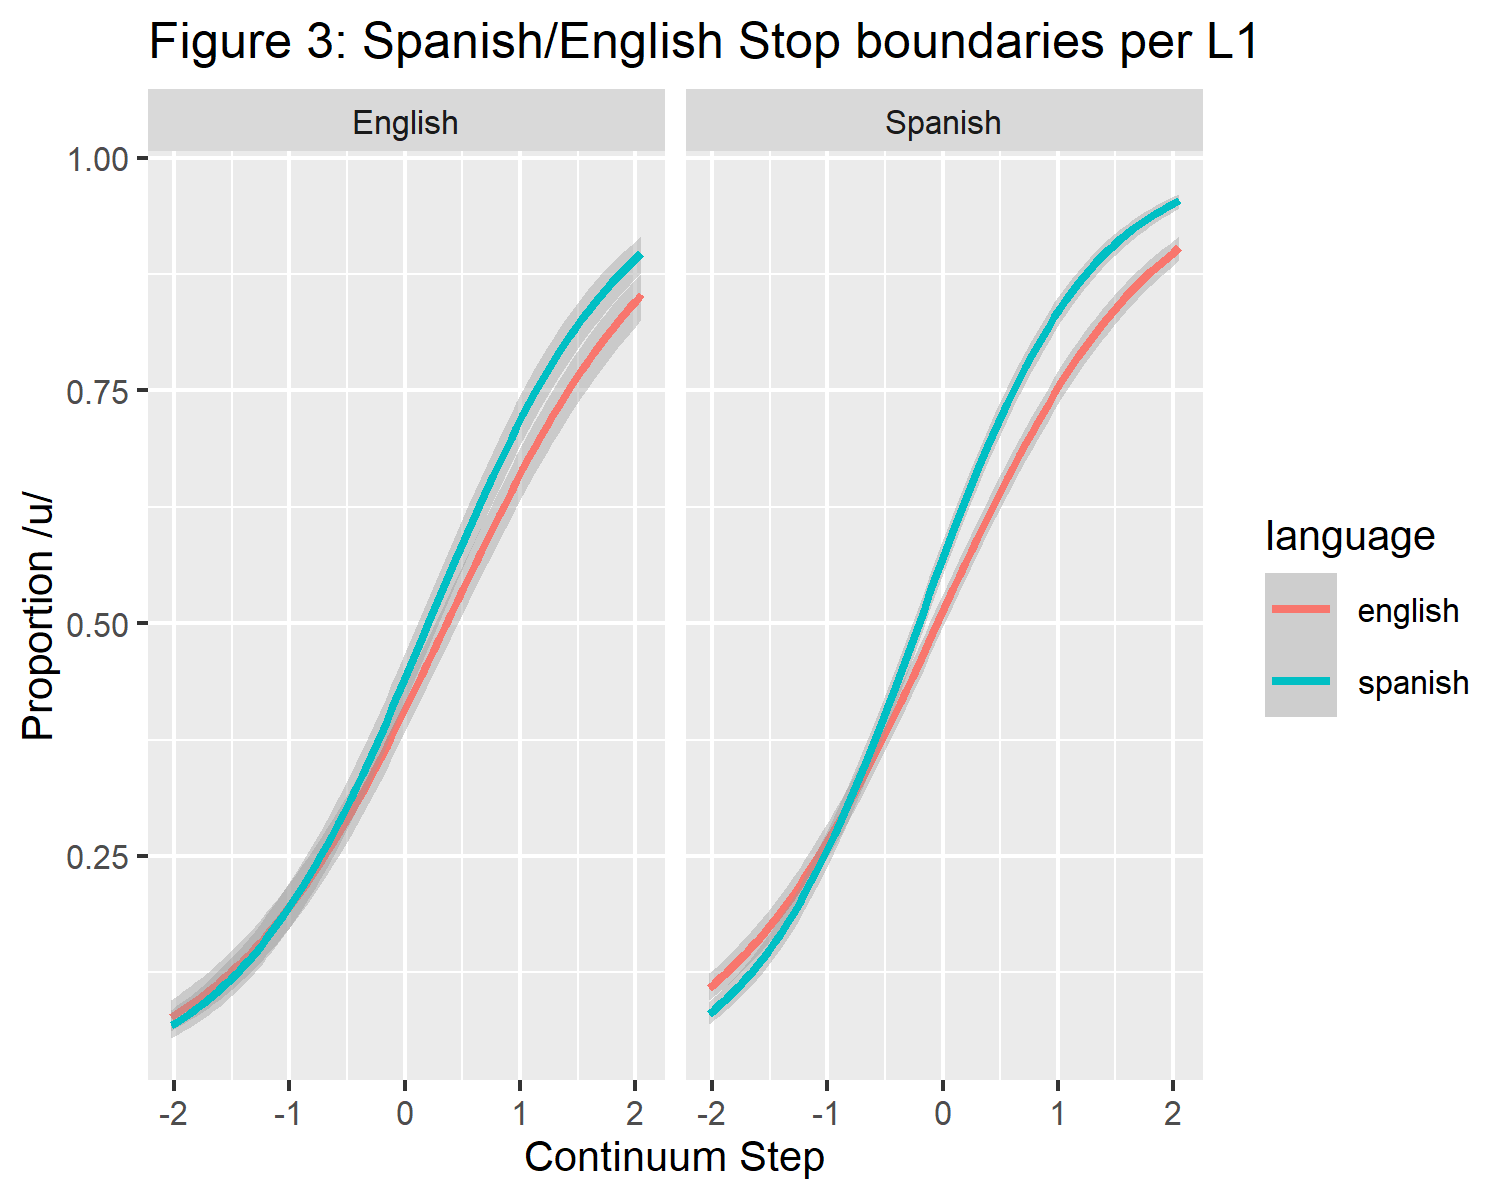 Figure 3: Spanish/English Stop boundaries per L1
English
Spanish
1.00
0.75
0.50
0.25
Proportion /u/
-2 -1 0 1 2
-2 -1 0 1 2
Continuum Step
language
english
spanish